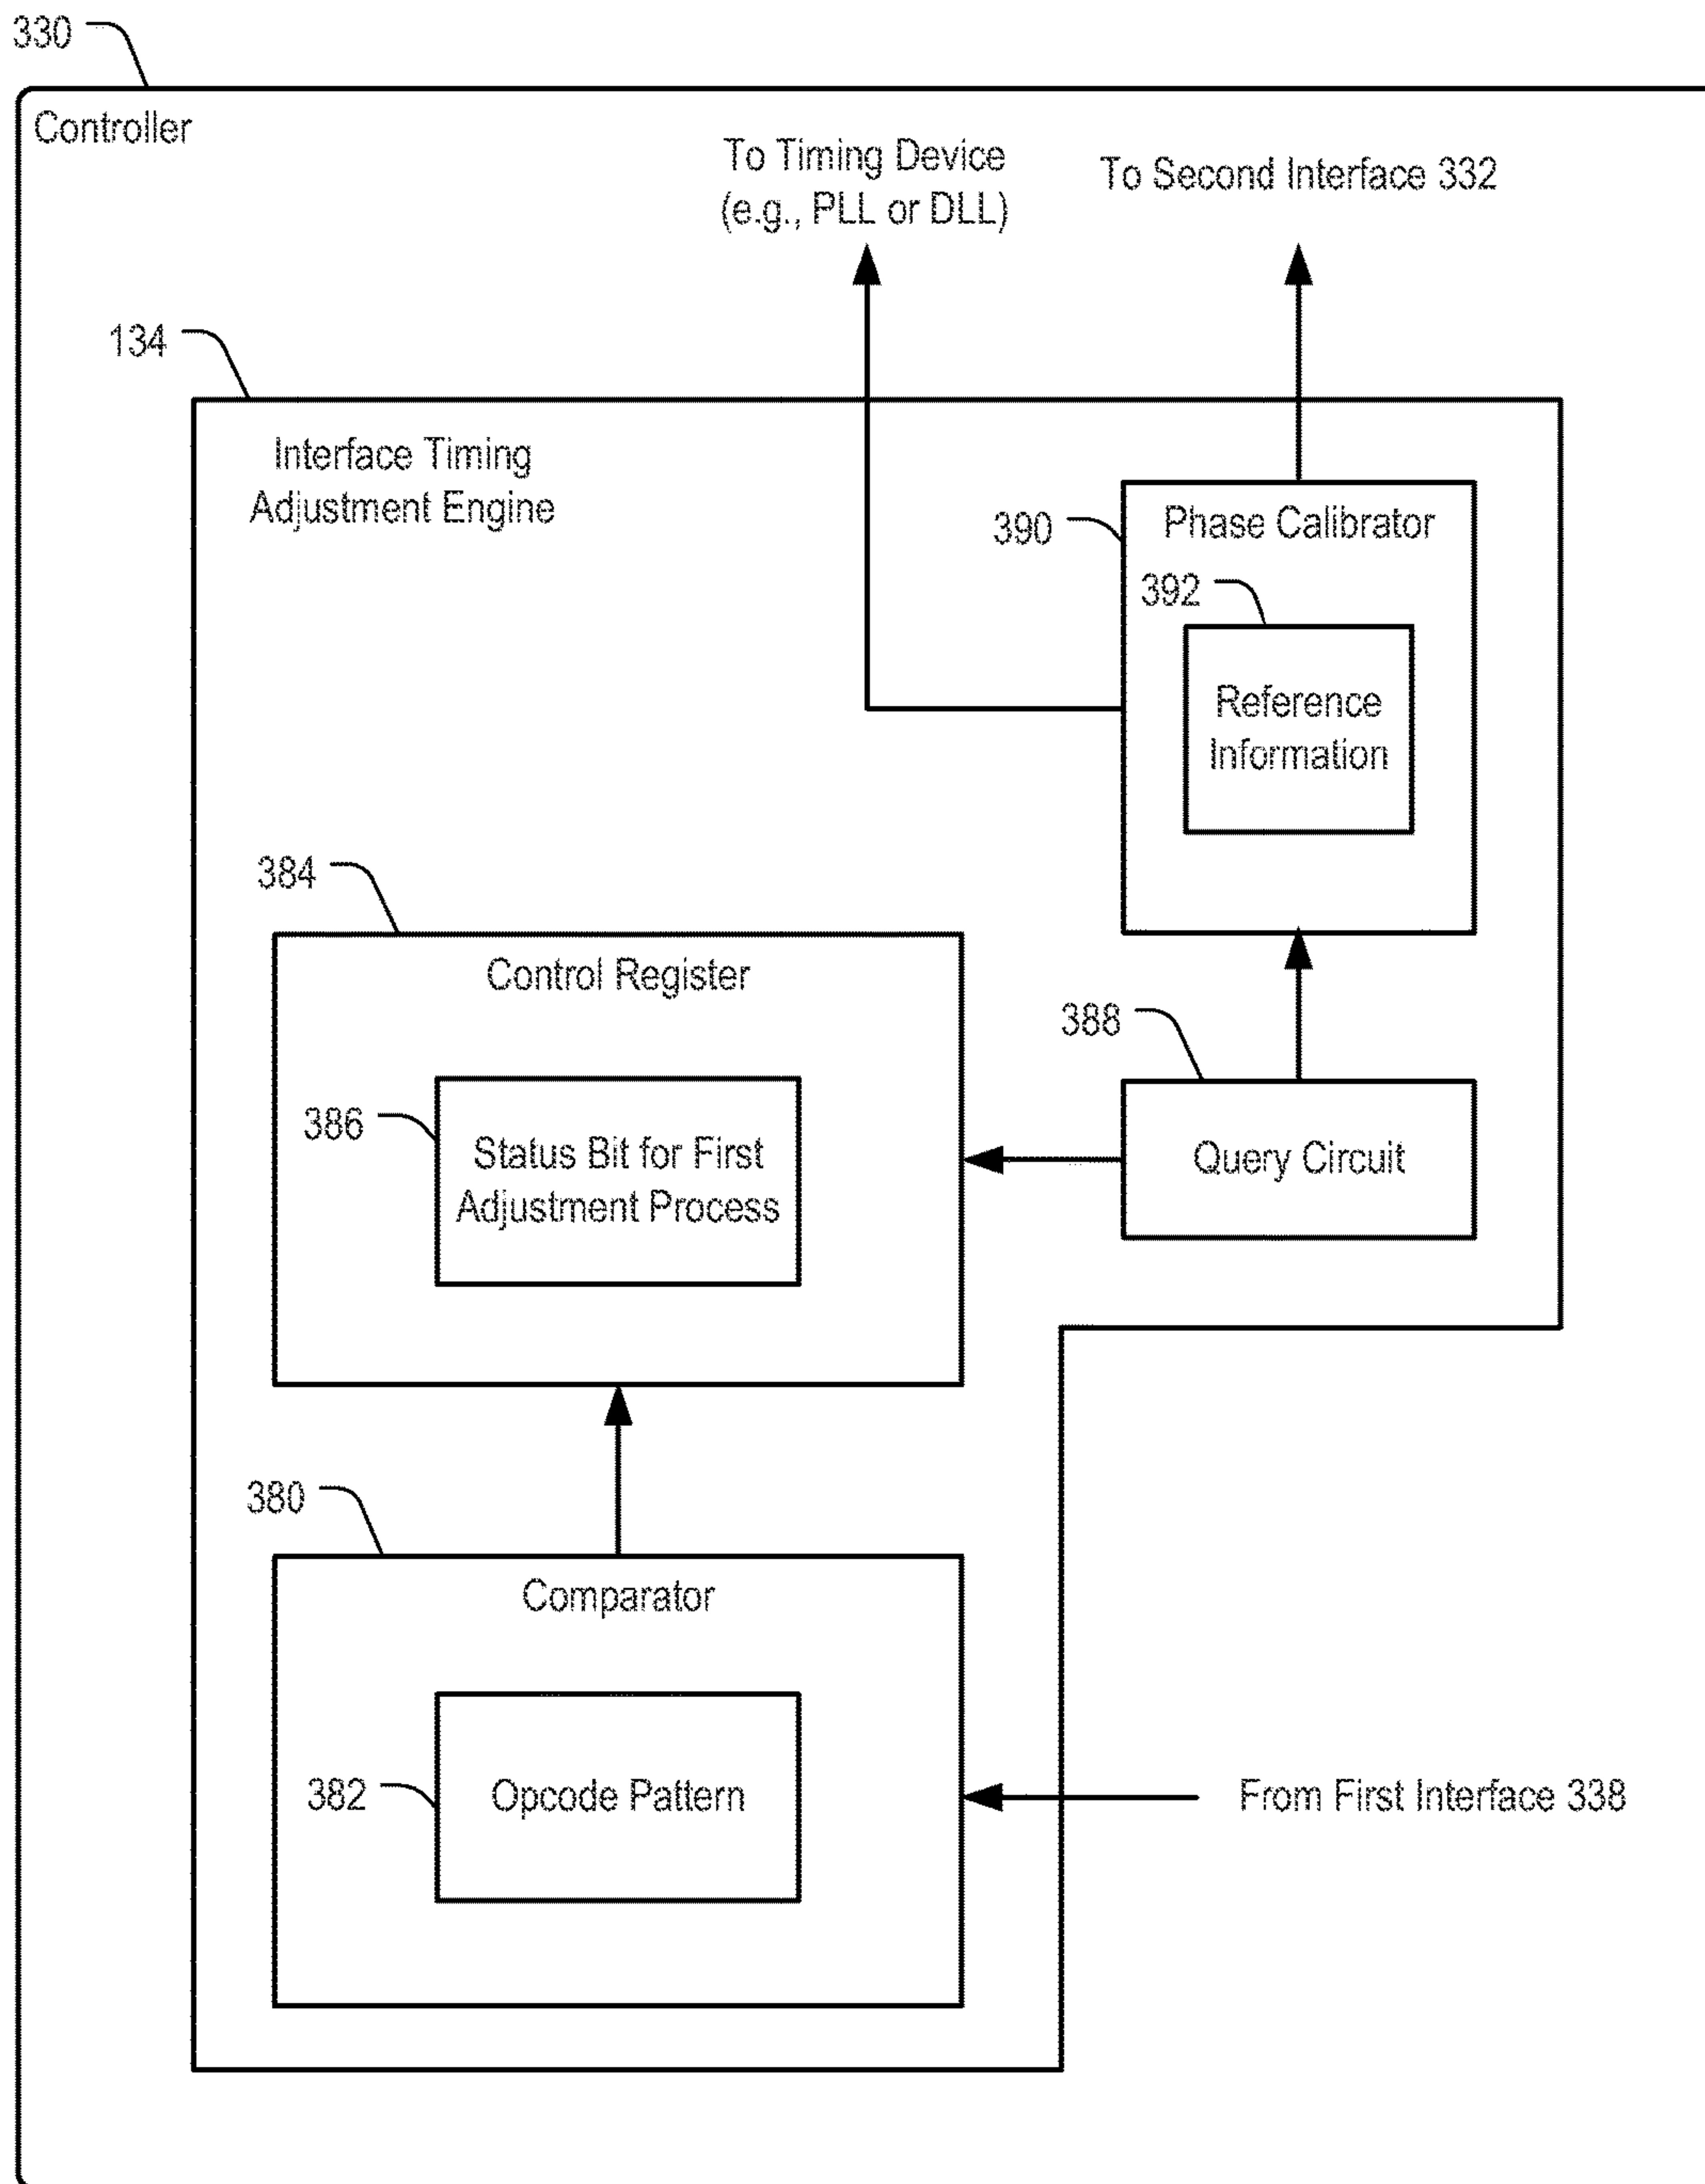 330
Controller
To Timing Device
(e.g., PLL or DLL)
To Second Interface 332
134
Interface Timing
Adjustment Engine
390
Phase Calibrator
392
Reference
Information
384
Control Register
388
386
Status Bit for First
Adjustment Process
Query Circuit
380
Comparator
382
Opcode Pattern
From First Interface 338